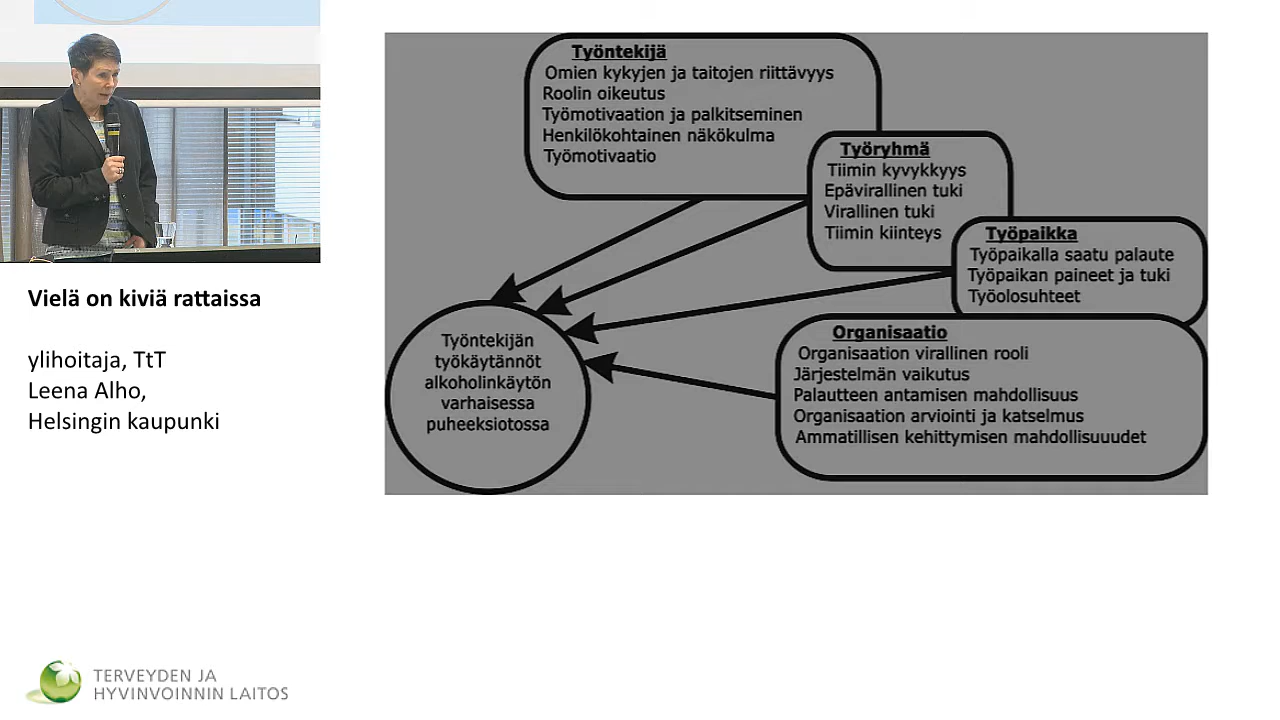 Vielä on kiviä rattaissa
ylihoitaja, TtT
Leena Alho,
Helsingin kaupunki
Työntekijä
Omien kykyjen ja taitojen riittävyys
Roolin oikeutus
Työmotivaation ja palkitseminen
Henkilökohtainen näkökulma
Työmotivaatio
Työryhmä
Tiimin kyvykkyys
Epävirallinen tuki
Virallinen tuki
Tiimin kiinteys
Työpaikka
Työpaikalla saatu palaute
Työpaikan paineet ja tuki
Työolosuhteet
Organisaatio
Organisaation virallinen rooli
Järjestelmän vaikutus
Palautteen antamisen mahdollisuus
Organisaation arviointi ja katselmus
Ammatillisen kehittymisen mahdollisuuudet
Työntekijän
työkäytännöt
alkoholinkäytön
varhaisessa
puheeksiotossa
TERVEYDEN JA
HYVINVOINNIN LAITOS